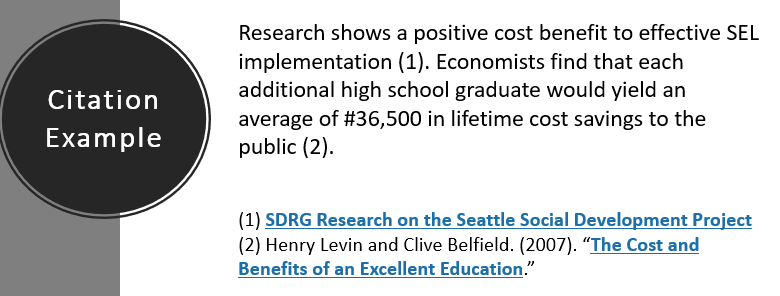 Citation
Example
Research shows a positive cost benefit to effective SEL
implementation (1). Economists find that each
additional high school graduate would yield an
average of #36,500 in lifetime cost savings to the
public (2).
(1) SDRG Research on the Seattle Social Development Project
(2) Henry Levin and Clive Belfield. (2007). “The Cost and
Benefits of an Excellent Education.”